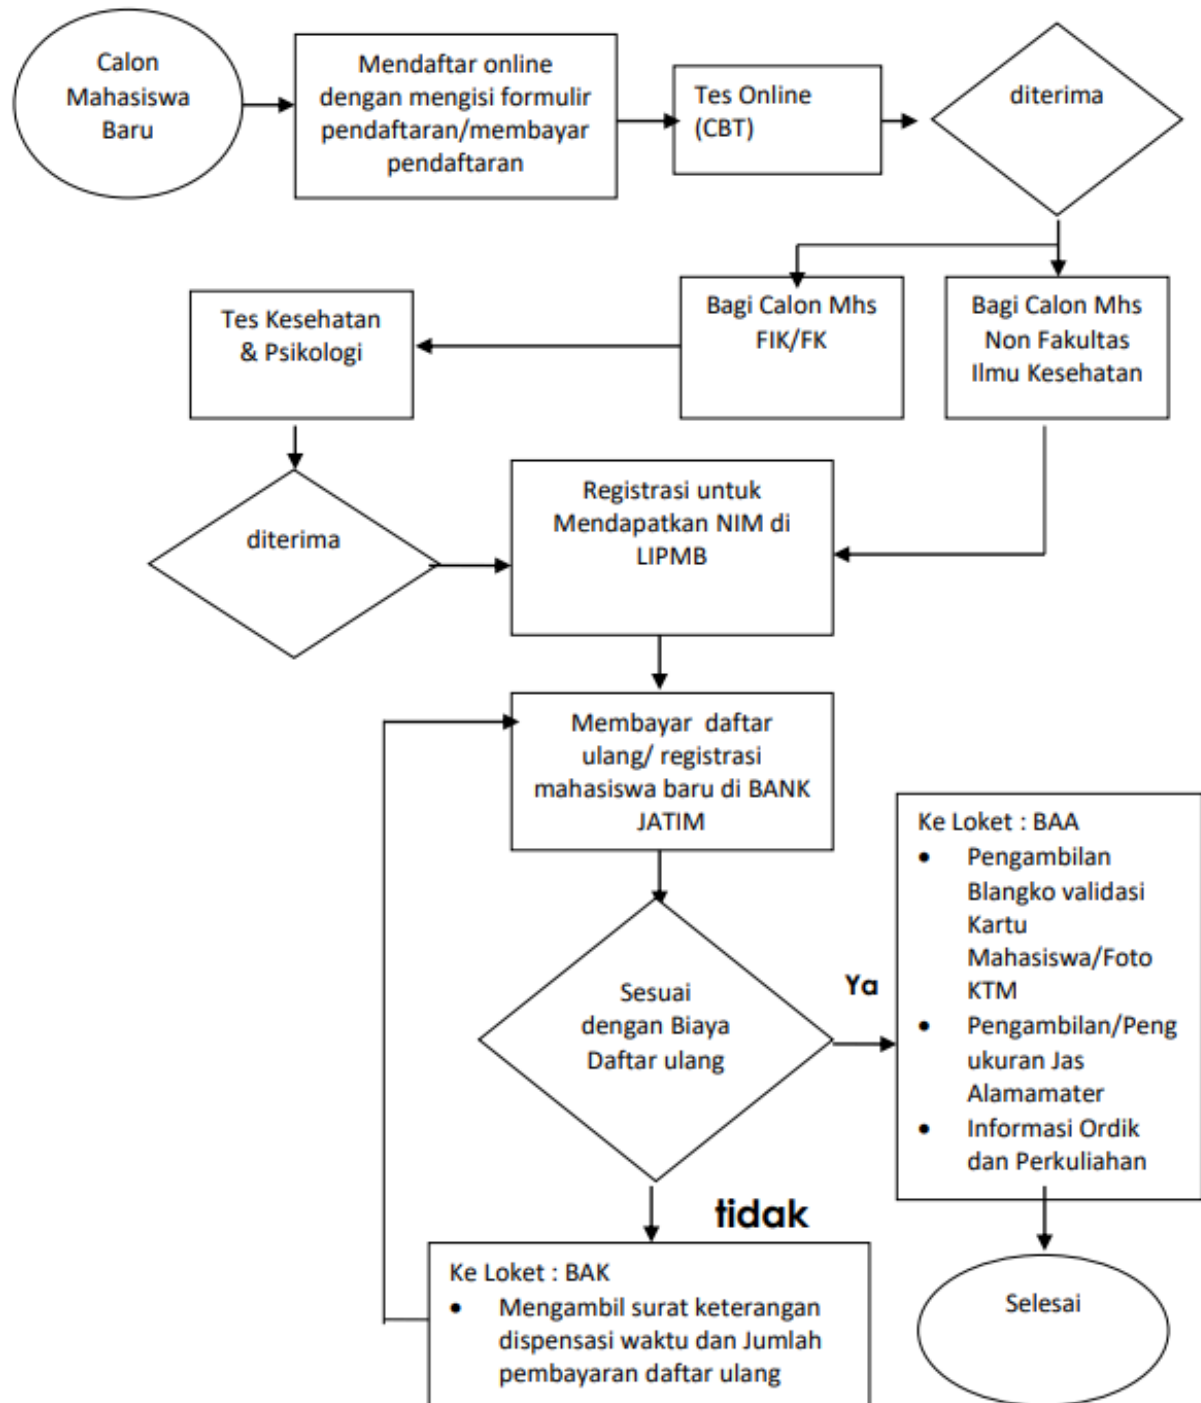 Calon
Mahasiswa
Baru
Mendaftar online
dengan mengisi formulir
pendaftaran/membayar
pendaftaran
Tes Online
(CBT)
diterima
Tes Kesehatan
& Psikologi
Bagi Calon Mhs
FIK/FK
Bagi Calon Mhs
Non Fakultas
Ilmu Kesehatan
diterima
Registrasi untuk
Mendapatkan NIM di
LIPMB
Membayar daftar
ulang/ registrasi
mahasiswa baru di BANK
JATIM
Sesuai
dengan Biaya
Daftar ulang
Ya
Ke Loket : BAA
• Pengambilan
Blangko validasi
Kartu
Mahasiswa/Foto
KTM
• Pengambilan/Peng
ukuran Jas
Alamamater
• Informasi Ordik
dan Perkuliahan
tidak
Ke Loket : BAK
• Mengambil surat keterangan
dispensasi waktu dan Jumlah
pembayaran daftar ulang
Selesai